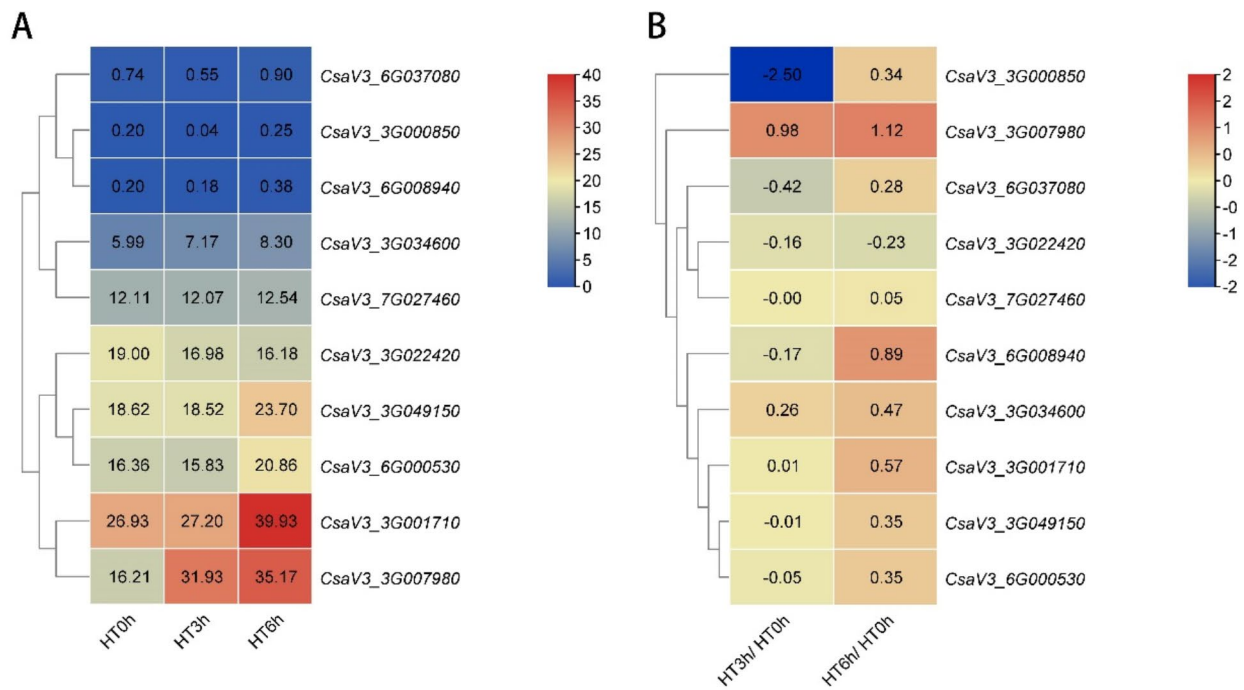 A
0.74 0.55 0.90 CsaV3_6G037080
0.20 0.04 0.25 CsaV3_3G000850
0.20 0.18 0.38 CsaV3_6G008940
5.99 7.17 8.30 CsaV3_3G034600
12.11 12.07 12.54 CsaV3_7G027460
19.00 16.98 16.18 CsaV3_3G022420
18.62 18.52 23.70 CsaV3_3G049150
16.36 15.83 20.86 CsaV3_6G000530
26.93 27.20 39.93 CsaV3_3G001710
16.21 31.93 35.17 CsaV3_3G007980
HT0h HT3h HT6h
40
35
30
25
20
15
10
5
0
B
-2.50 0.34 CsaV3_3G000850
0.98 1.12 CsaV3_3G007980
-0.42 0.28 CsaV3_6G037080
-0.16 -0.23 CsaV3_3G022420
-0.00 0.05 CsaV3_7G027460
-0.17 0.89 CsaV3_6G008940
0.26 0.47 CsaV3_3G034600
0.01 0.57 CsaV3_3G001710
-0.01 0.35 CsaV3_3G049150
-0.05 0.35 CsaV3_6G000530
HT3h/ HT0h HT6h/ HT0h
2
2
1
0
0
-0
-1
-2
-2